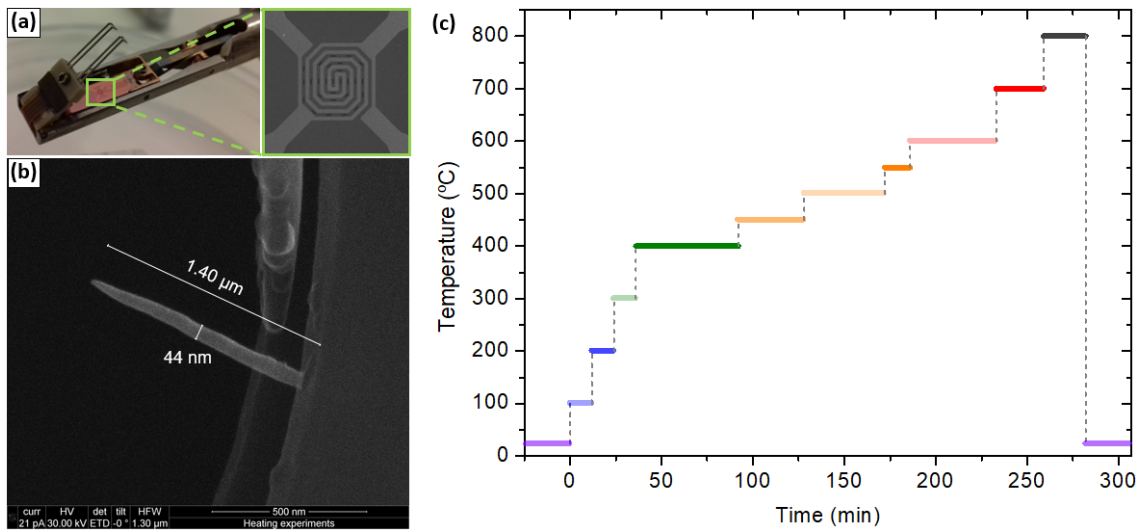 (a)
(b)
1.40 µm
44 nm
curr HV det tilt HFW
21 pA 30.00 kV ETD -0 ° 1.30 µm
500 nm
Heating experiments
(c)
Temperature (ºC)
800
700
600
500
400
300
200
100
0
0 50 100 150 200 250 300
Time (min)